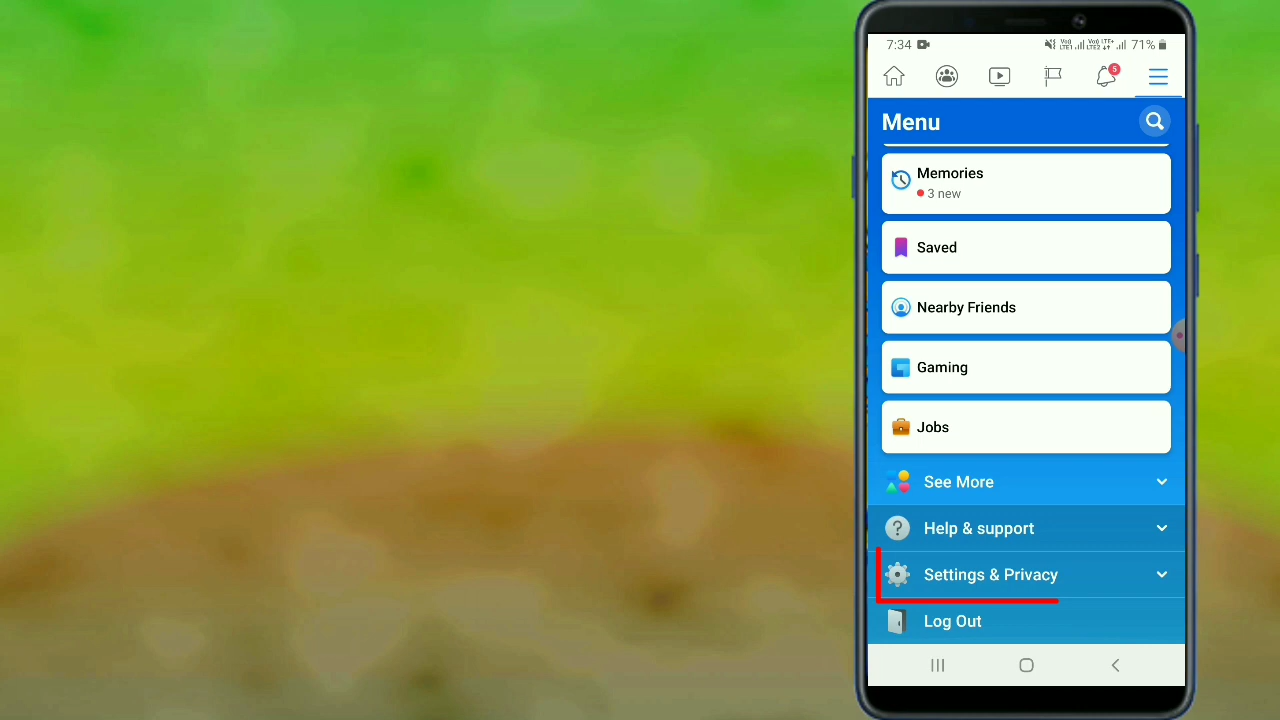 7:34
71%
5
Menu
Memories
3 new
Saved
Nearby Friends
Gaming
Jobs
See More
Help & support
Settings & Privacy
Log Out